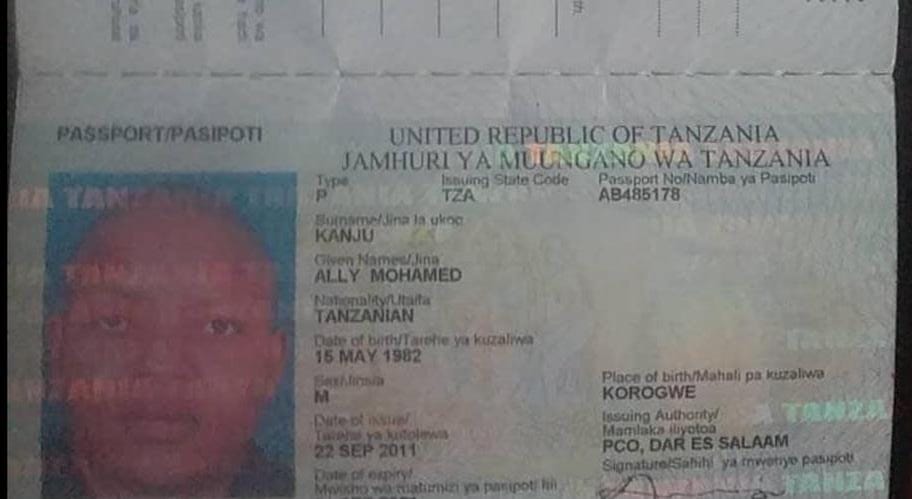 PASSPORT/PASIPOTI
UNITED REPUBLIC OF TANZANIA
JAMHURI YA MUUNGANO WA TANZANIA
Type Issuing State Code Passport No/Namba ya Pasipoti
P TZA AB485178
Surname/Jina la ukoo
KANJU
Given Names/Jina
ALLY MOHAMED
Nationality/Utaifa
TANZANIAN
Date of birth/Tarehe ya kuzaliwa
15 MAY 1982
Sex/Jinsia
M
Place of birth/Mahali pa kuzaliwa
KOROGWE
Date of issue/
Tarehe ya kutolewa
22 SEP 2011
Issuing Authority/
Mamlaka iliyotoa
PCO, DAR ES SALAAM
Date of expiry/
Mwisho wa matumizi ya pasipoti hii
Signature/Sahihi ya mwenye pasipoti